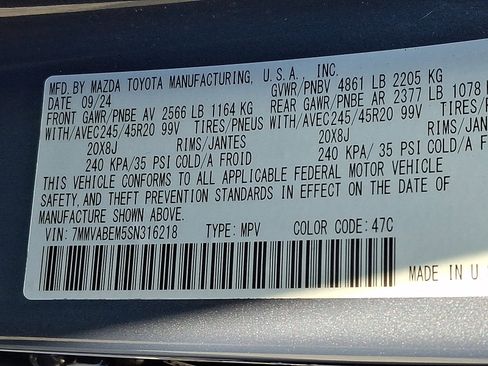 MFD.BY MAZDA TOYOTA MANUFACTURING, U.S.A., INC.
DATE 09/24 GVWR/PNBV 4861 LB 2205 KG
FRONT GAWR/PNBE AV 2566 LB 1164 KG REAR GAWR/PNBE AR 2377 LB 1078
WITH/AVEC245/45R20 99V TIRES/PNEUS WITH/AVEC245/45R20 99V TIRES/P
20X8J RIMS/JANTES 20X8J RIMS/JANTES
240 KPA/35 PSI COLD/A FROID 240 KPA/ 35 PSI COLD/A F
THIS VEHICLE CONFORMS TO ALL APPLICABLE FEDERAL MOTOR VEHICLE
SAFETY,AND THEFT PREVENTION STANDARDS IN EFFECT ON THE DATE OF
MANUFACTURE SHOWN ABOVE.
VIN: 7MMVABEM5SN316218 TYPE: MPV COLOR CODE: 47C
MADE IN U